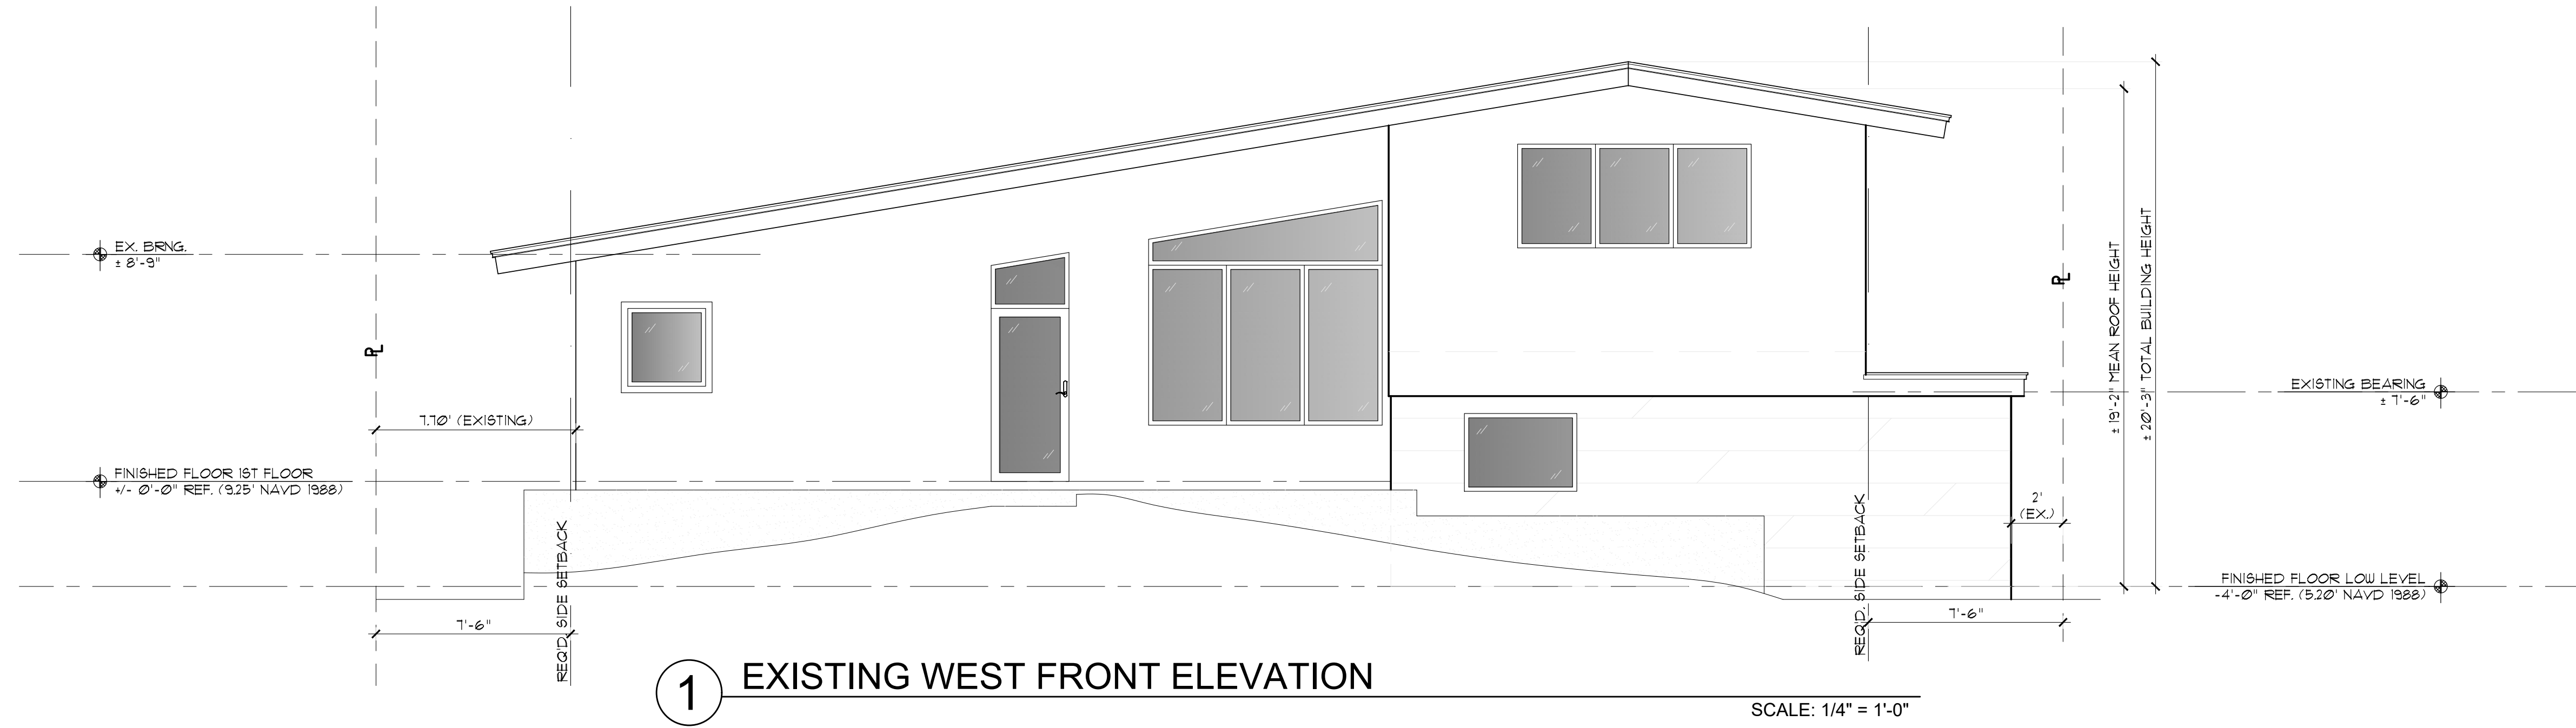 EX. BRNG.
± 8'-9"
7.70' (EXISTING)
FINISHED FLOOR 1ST FLOOR
+/- 0'-0" REF. (9.25' NAVD 1988)
7'-6"
REQ'D. SIDE SETBACK
PL
PL
± 19'-2" MEAN ROOF HEIGHT
± 20'-3" TOTAL BUILDING HEIGHT
EXISTING BEARING
± 7'-6"
2'
(EX.)
REQ'D. SIDE SETBACK
FINISHED FLOOR LOW LEVEL
-4'-0" REF. (5.20' NAVD 1988)
7'-6"
1 EXISTING WEST FRONT ELEVATION
SCALE: 1/4" = 1'-0"